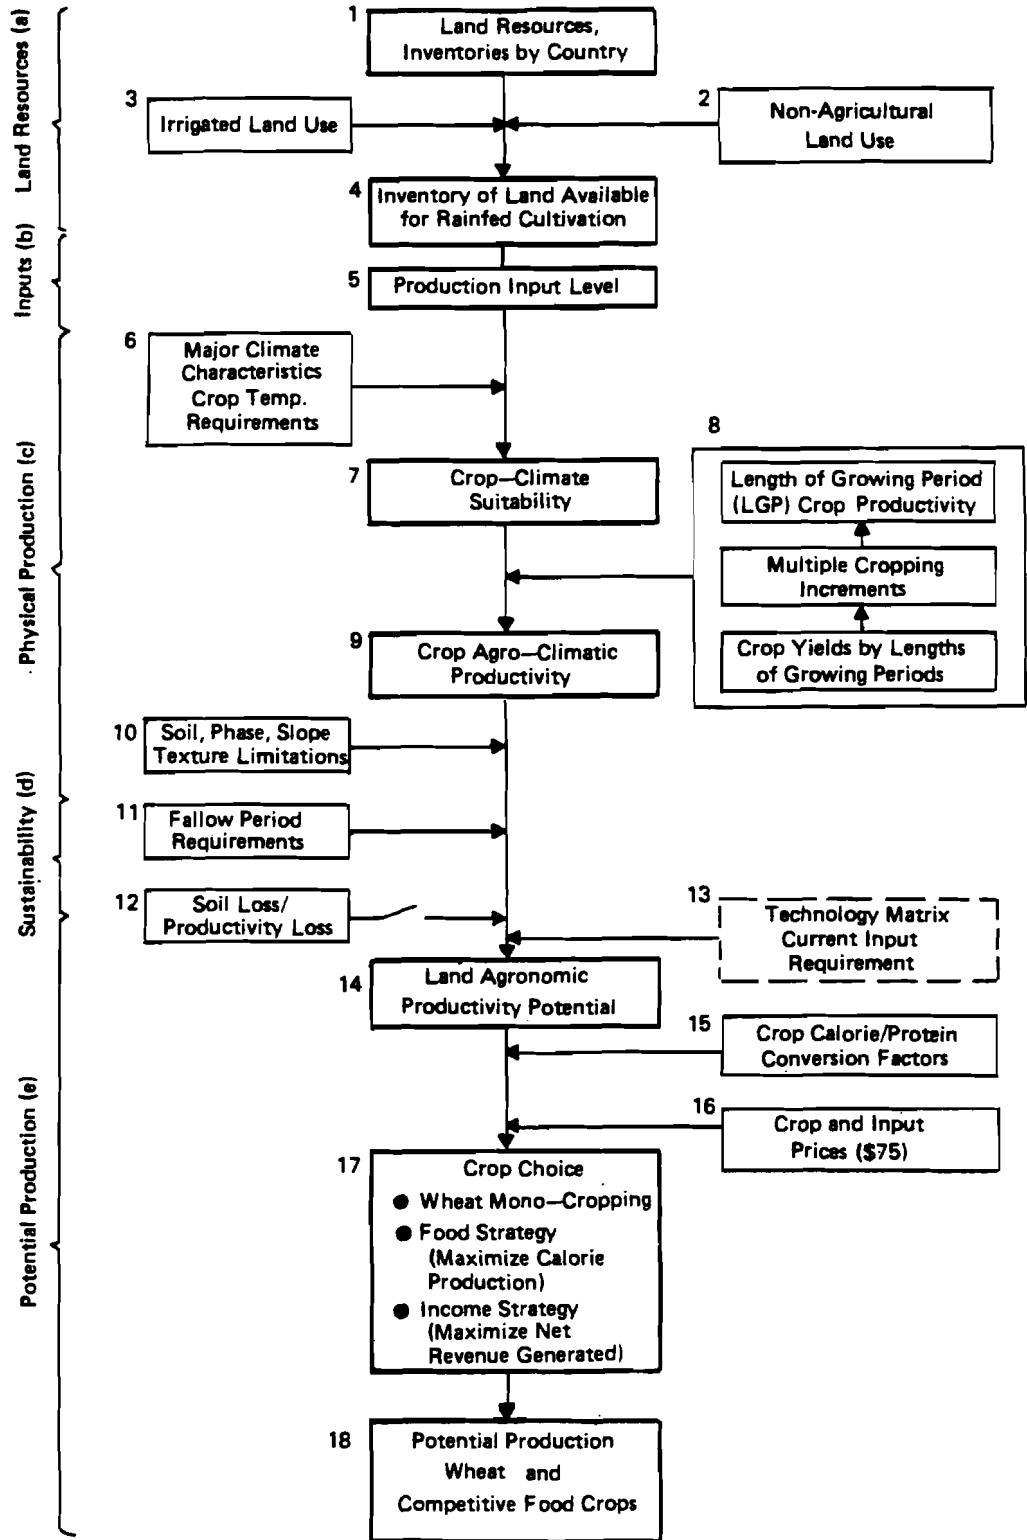 Land Resources (a)
Inputs (b)
Physical Production (c)
Sustainability (d)
Potential Production (e)
1
Land Resources,
Inventories by Country
3
Irrigated Land Use
2
Non-Agricultural
Land Use
4
Inventory of Land Available
for Rainfed Cultivation
5
Production Input Level
6
Major Climate
Characteristics
Crop Temp.
Requirements
7
Crop—Climate
Suitability
8
Length of Growing Period
(LGP) Crop Productivity
Multiple Cropping
Increments
Crop Yields by Lengths
of Growing Periods
9
Crop Agro—Climatic
Productivity
10
Soil, Phase, Slope
Texture Limitations
11
Fallow Period
Requirements
12
Soil Loss/
Productivity Loss
13
Technology Matrix
Current Input
Requirement
14
Land Agronomic
Productivity Potential
15
Crop Calorie/Protein
Conversion Factors
16
Crop and Input
Prices ($75)
17
Crop Choice
● Wheat Mono—Cropping
● Food Strategy
(Maximize Calorie
Production)
● Income Strategy
(Maximize Net
Revenue Generated)
18
Potential Production
Wheat and
Competitive Food Crops